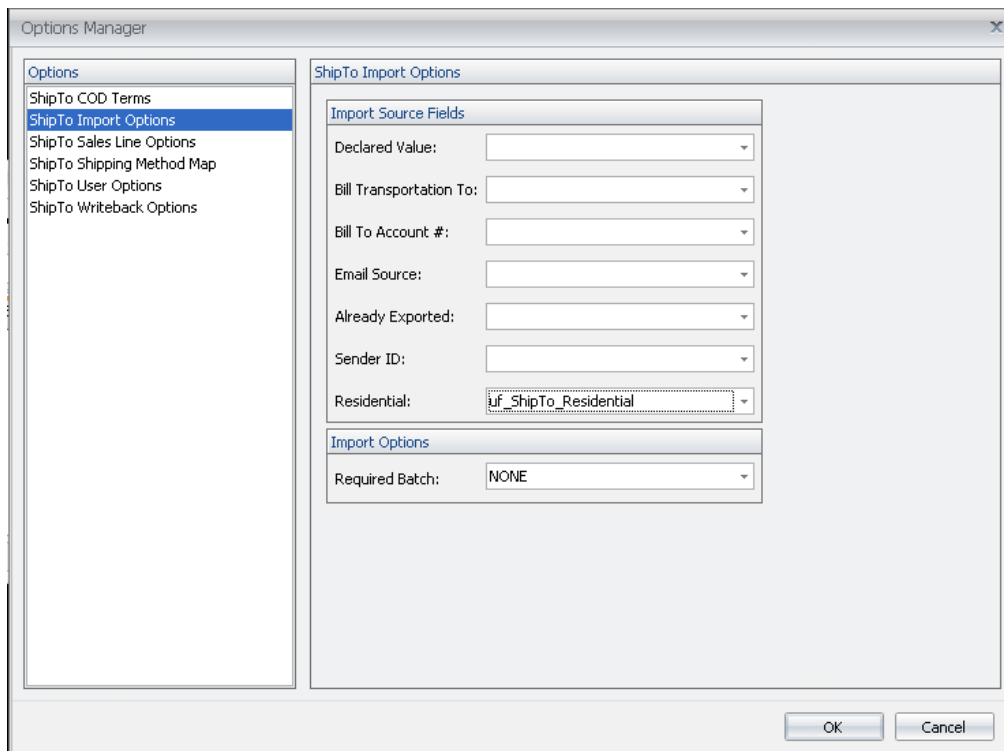 Options Manager
Options
ShipTo COD Terms
ShipTo Import Options
ShipTo Sales Line Options
ShipTo Shipping Method Map
ShipTo User Options
ShipTo Writeback Options
ShipTo Import Options
Import Source Fields
Declared Value:
Bill Transportation To:
Bill To Account #:
Email Source:
Already Exported:
Sender ID:
Residential: uf_ShipTo_Residential
Import Options
Required Batch: NONE
OK Cancel